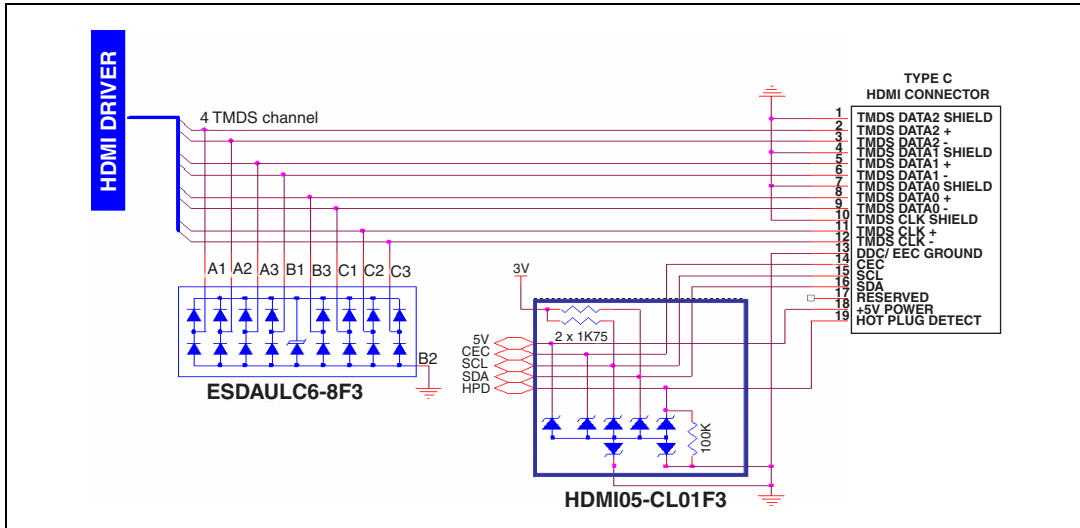 HDMI DRIVER
4 TMDS channel
TYPE C
HDMI CONNECTOR
1 TMDS DATA2 SHIELD
2 TMDS DATA2 +
3 TMDS DATA2 -
4 TMDS DATA1 SHIELD
5 TMDS DATA1 +
6 TMDS DATA1 -
7 TMDS DATA0 SHIELD
8 TMDS DATA0 +
9 TMDS DATA0 -
10 TMDS CLK SHIELD
11 TMDS CLK +
12 TMDS CLK -
13 DDC/ EEC GROUND
14 CEC
15 SCL
16 SDA
17 RESERVED
18 +5V POWER
19 HOT PLUG DETECT
A1 A2 A3 B1 B3 C1 C2 C3
B2
ESDAULC6-8F3
3V
2 x 1K75
5V
CEC
SCL
SDA
HPD
100K
HDMI05-CL01F3